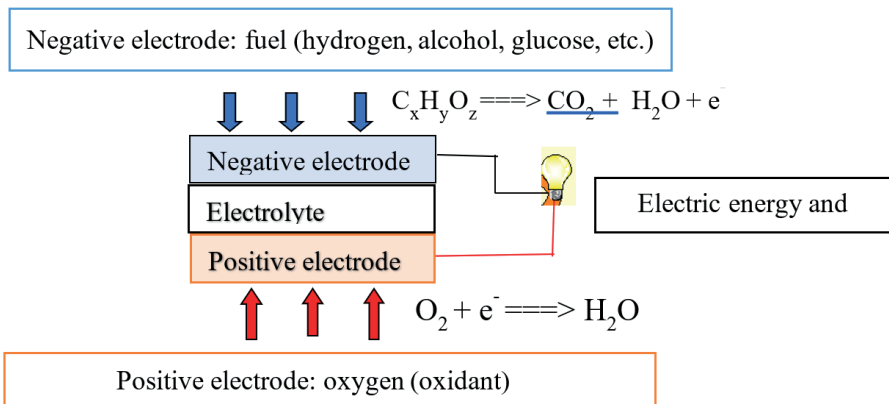 Negative electrode: fuel (hydrogen, alcohol, glucose, etc.)
CₓHᵧO_z===> CO₂ + H₂O + e⁻
Negative electrode
Electrolyte
Electric energy and
Positive electrode
O₂ + e⁻ ===> H₂O
Positive electrode: oxygen (oxidant)